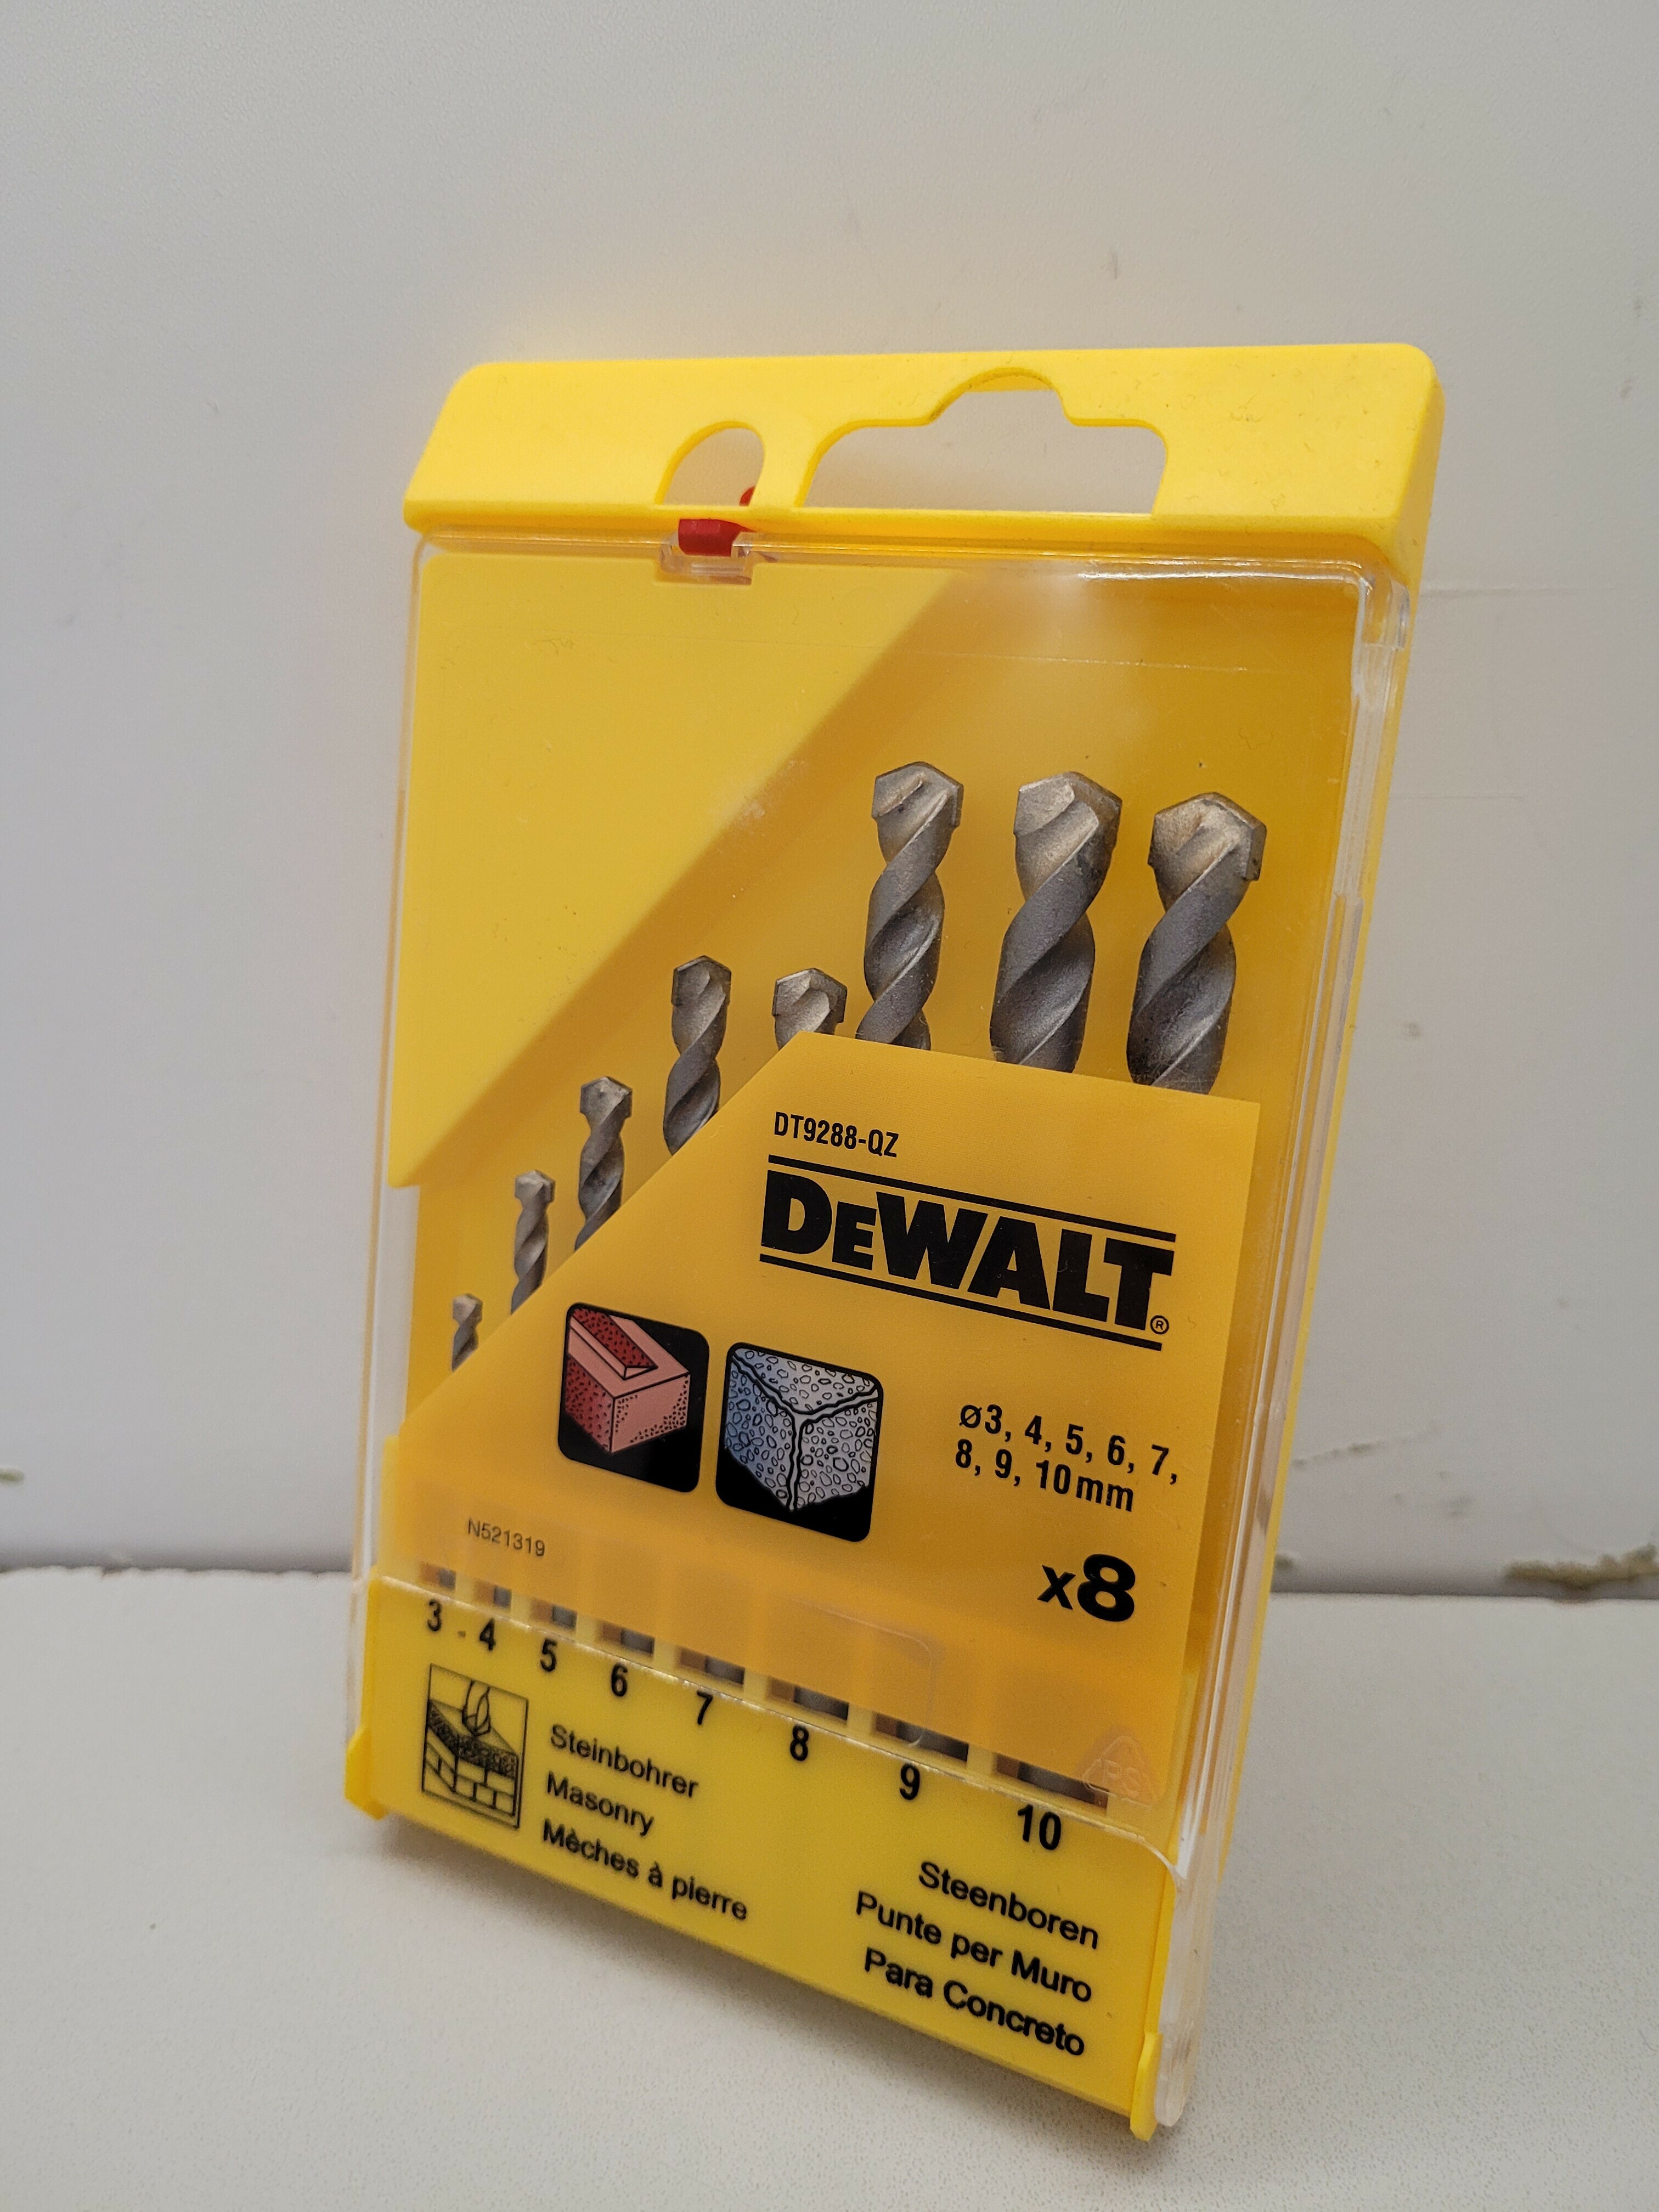 DT9288-QZ
DeWALT®
ø3, 4, 5, 6, 7,
8, 9, 10mm
x8
N521319
3 4 5 6 7 8 9 10
Steinbohrer
Masonry
Mèches à pierre
Steenboren
Punte per Muro
Para Concreto
PS